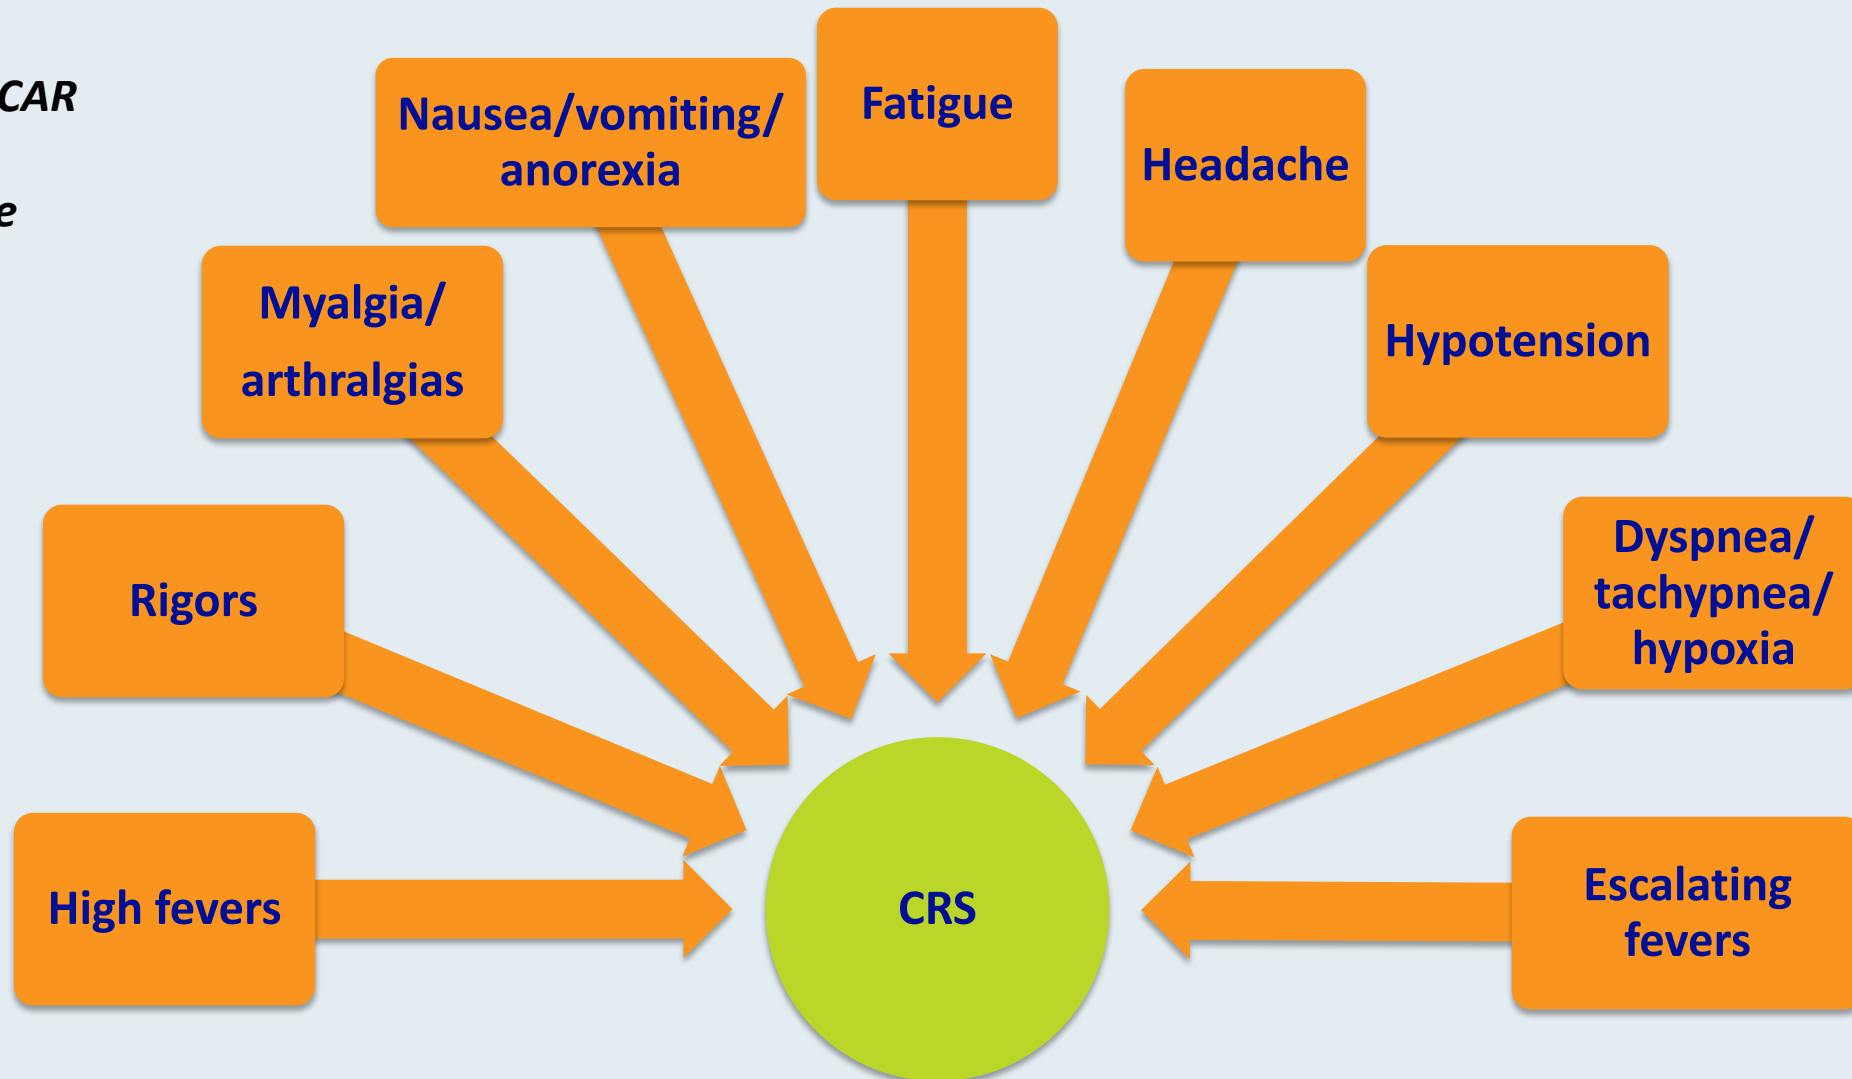 CAR
e
Nausea/vomiting/
anorexia
Fatigue
Headache
Myalgia/
arthralgias
Hypotension
Rigors
Dyspnea/
tachypnea/
hypoxia
High fevers
CRS
Escalating
fevers